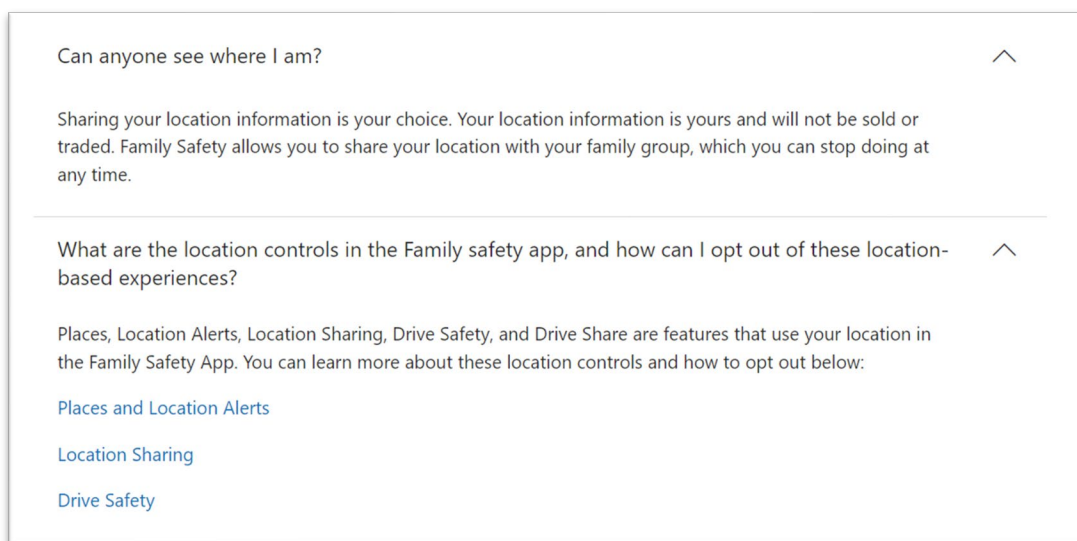 Can anyone see where I am?
Sharing your location information is your choice. Your location information is yours and will not be sold or
traded. Family Safety allows you to share your location with your family group, which you can stop doing at
any time.
What are the location controls in the Family safety app, and how can I opt out of these location-
based experiences?
Places, Location Alerts, Location Sharing, Drive Safety, and Drive Share are features that use your location in
the Family Safety App. You can learn more about these location controls and how to opt out below:
Places and Location Alerts
Location Sharing
Drive Safety